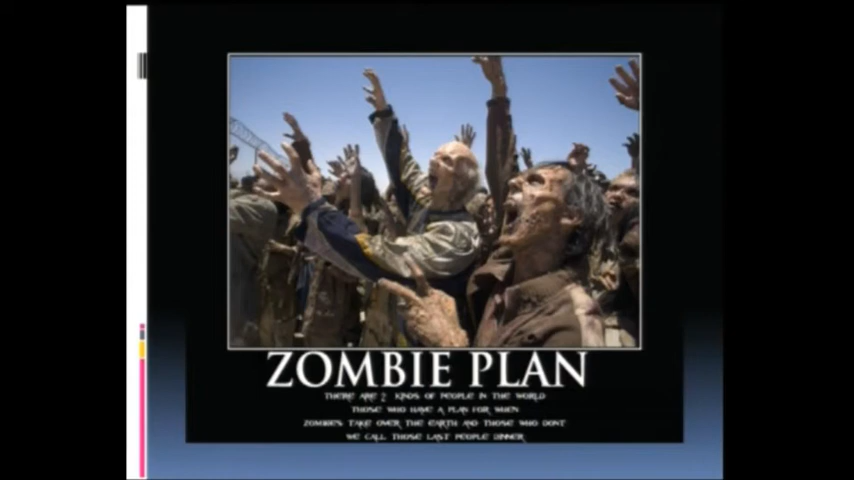 ZOMBIE PLAN
THERE ARE 2 KINDS OF PEOPLE IN THE WORLD
THOSE WHO HAVE A PLAN FOR WHEN
ZOMBIES TAKE OVER THE EARTH AND THOSE WHO DONT
WE CALL THOSE LAST PEOPLE DINNER